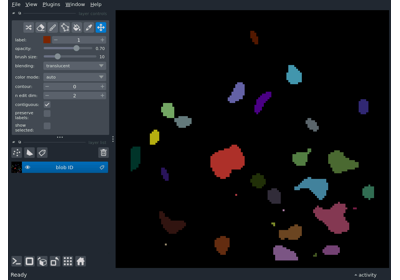 File View Plugins Window Help
label: 1
opacity: 0.70
brush size: 10
blending: translucent
color mode: auto
contour: 0
n edit dim: 2
contiguous:
preserve
labels:
show
selected:
blob ID
activity